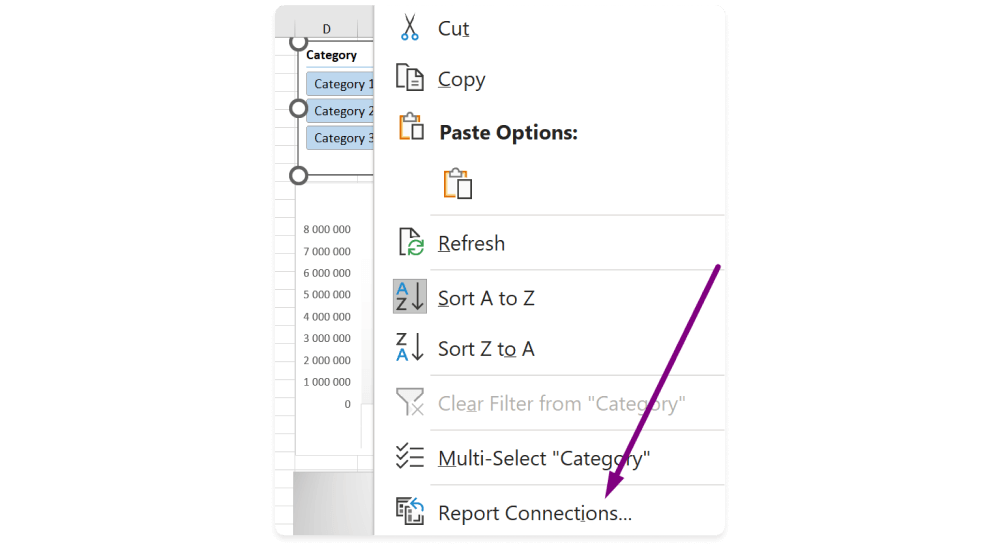 D
Category
Category 1
Category 2
Category 3
8 000 000
7 000 000
6 000 000
5 000 000
4 000 000
3 000 000
2 000 000
1 000 000
0
Cut
Copy
Paste Options:
Refresh
Sort A to Z
Sort Z to A
Clear Filter from "Category"
Multi-Select "Category"
Report Connections...